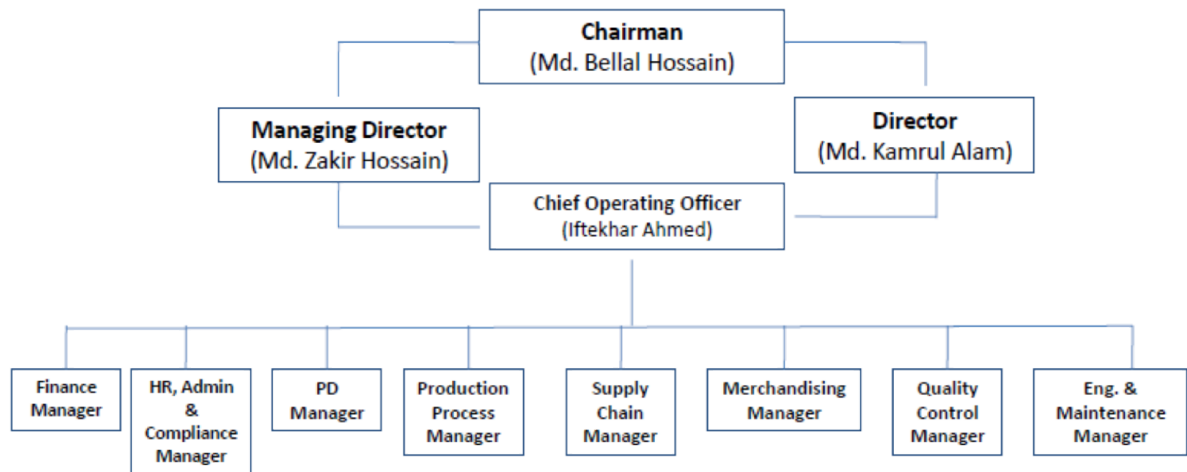 Chairman
(Md. Bellal Hossain)
Managing Director
(Md. Zakir Hossain)
Director
(Md. Kamrul Alam)
Chief Operating Officer
(Iftekhar Ahmed)
Finance
Manager
HR, Admin
&
Compliance
Manager
PD
Manager
Production
Process
Manager
Supply
Chain
Manager
Merchandising
Manager
Quality
Control
Manager
Eng. &
Maintenance
Manager